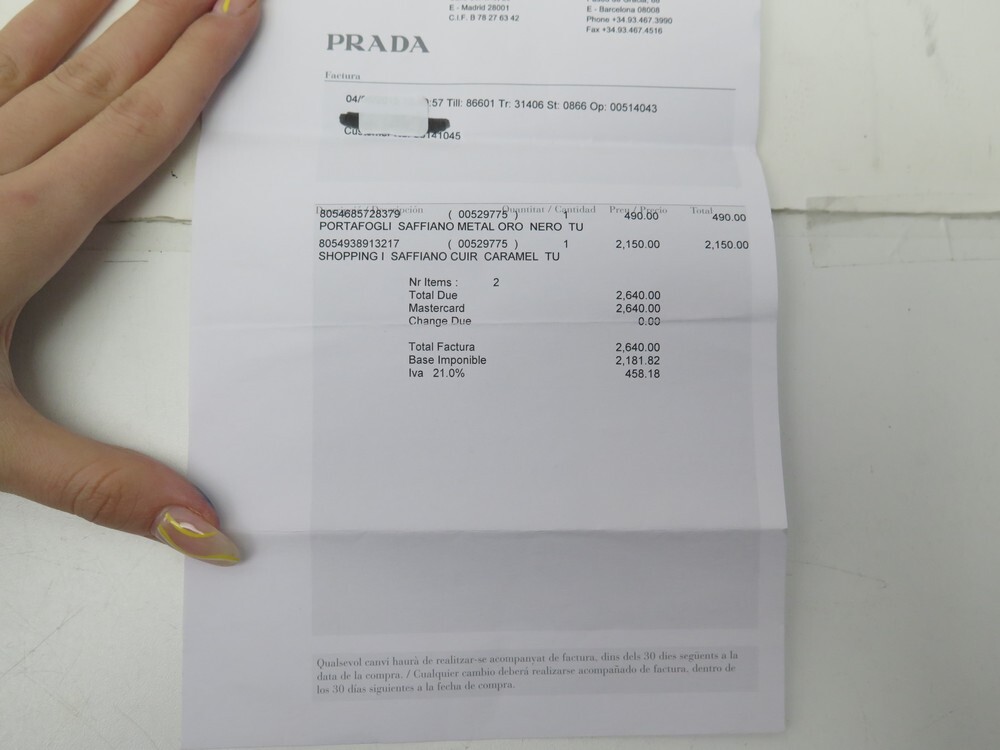 E - Madrid 28001
C.I.F. B 78 27 63 42
E - Barcelona 08008
Phone +34.93.467.3990
Fax +34.93.467.4516
PRADA
Factura
04/ :57 Till: 86601 Tr: 31406 St: 0866 Op: 00514043
41045
Descripció / Descripción Quantitat / Cantidad Preu / Precio Total
8054685728379 ( 00529775 ) 1 490.00 490.00
PORTAFOGLI SAFFIANO METAL ORO NERO TU
8054938913217 ( 00529775 ) 1 2,150.00 2,150.00
SHOPPING I SAFFIANO CUIR CARAMEL TU
Nr Items : 2
Total Due 2,640.00
Mastercard 2,640.00
Change Due 0.00
Total Factura 2,640.00
Base Imponible 2,181.82
Iva 21.0% 458.18
Qualsevol canvi haurà de realitzar-se acompanyat de factura, dins dels 30 dies següents a la
data de la compra. / Cualquier cambio deberá realizarse acompañado de factura, dentro de
los 30 días siguientes a la fecha de compra.